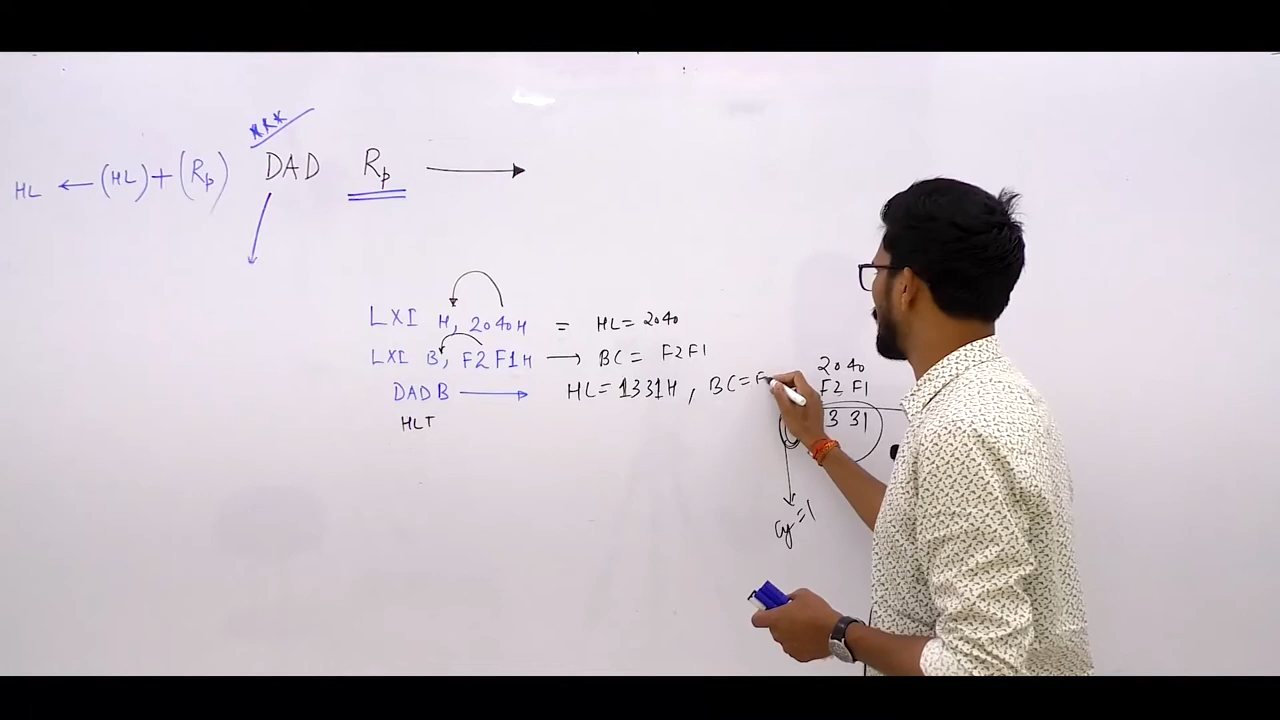 ***
HL ← (HL) + (Rp) DAD Rp →
LXI H, 2040H = HL = 2040
LXI B, F2F1H → BC = F2F1
DAD B → HL = 1331H, BC = F
HLT
2040
F2 F1
3 31
Cy = 1